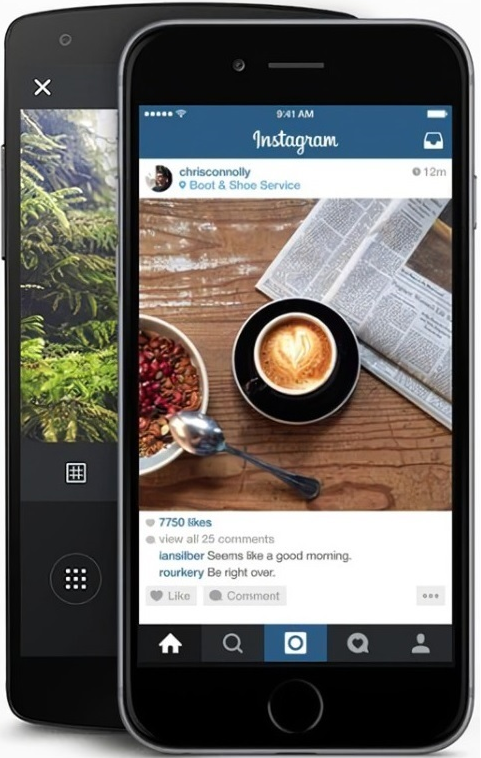 9:41 AM
Instagram
chrisconnolly
12m
Boot & Shoe Service
7750 likes
view all 25 comments
iansilber Seems like a good morning.
rourkery Be right over.
Like Comment